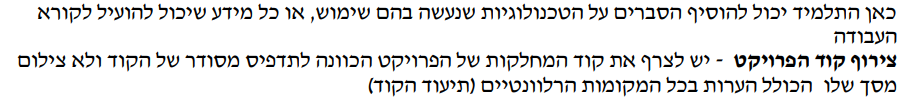 כאן התלמיד יכול להוסיף הסברים על הטכנולוגיות שנעשה בהם שימוש, או כל מידע שיכול להועיל לקורא
העבודה
צירוף קוד הפרויקט - יש לצרף את קוד המחלקות של הפרויקט הכוונה לתדפיס מסודר של הקוד ולא צילום
מסך שלו הכולל הערות בכל המקומות הרלוונטיים (תיעוד הקוד)